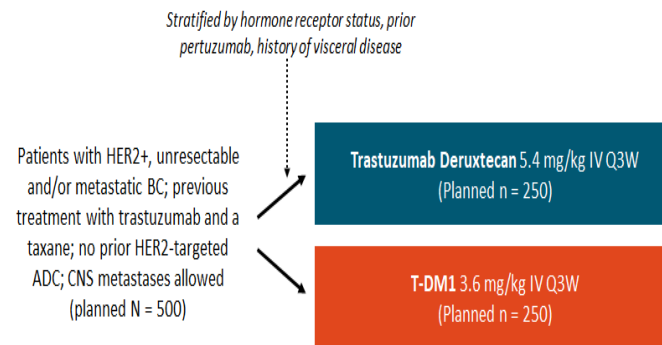 Stratified by hormone receptor status, prior
pertuzumab, history of visceral disease
Patients with HER2+, unresectable
and/or metastatic BC; previous
treatment with trastuzumab and a
taxane; no prior HER2-targeted
ADC; CNS metastases allowed
(planned N = 500)
Trastuzumab Deruxtecan 5.4 mg/kg IV Q3W
(Planned n = 250)
T-DM1 3.6 mg/kg IV Q3W
(Planned n = 250)